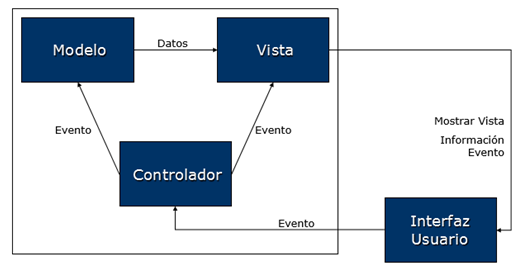 Modelo
Datos
Vista
Mostrar Vista
Información
Evento
Evento
Evento
Controlador
Evento
Interfaz
Usuario